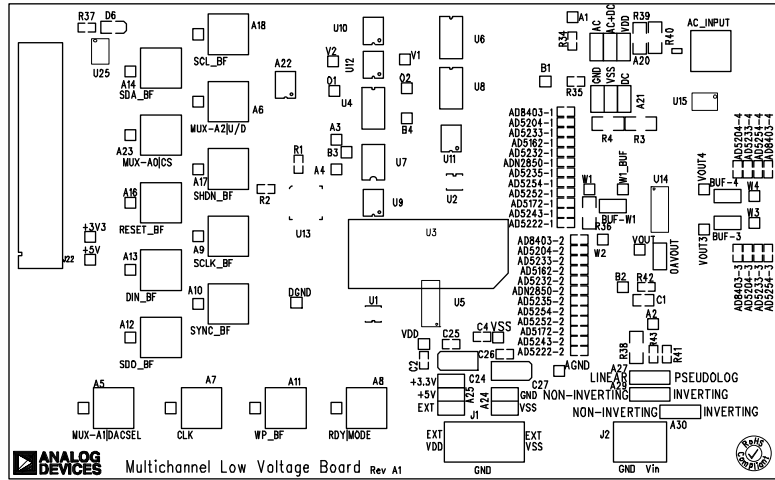 R37
D6
U25
A18
SCL_BF
A14
SDA_BF
A22
A6
MUX-A2|U/D
A23
MUX-A0|CS
A17
SHDN_BF
A16
RESET_BF
+3V3
+5V
J22
A9
SCLK_BF
A13
DIN_BF
A10
SYNC_BF
A12
SDO_BF
A5
MUX-A1|DACSEL
A7
CLK
A11
WP_BF
A8
RDY|MODE
U10
V2
U12
O1
U4
A3
B3
R1
A4
R2
U13
U7
U9
V1
O2
B4
U6
U8
U11
U2
U3
U5
U1
DGND
VDD
C25
C4
VSS
C2
C26
C24
C27
+3.3V
+5V
EXT
A25
A24
GND
VSS
J1
EXT
VDD
EXT
VSS
GND
A1
R34
AC
AC+DC
VDD
R39
A20
R40
AC_INPUT
B1
R35
GND
VSS
DC
A21
U15
R4
R3
AD8403-1
AD5204-1
AD5233-1
AD5162-1
AD5232-1
ADN2850-1
AD5235-1
AD5254-1
AD5252-1
AD5172-1
AD5243-1
AD5222-1
W1
W1_BUF
BUF-W1
R36
W2
U14
VOUT
OAVOUT
VOUT4
BUF-4
W4
VOUT3
BUF-3
W3
AD5204-4
AD5233-4
AD5254-4
AD8403-4
AD8403-3
AD5204-3
AD5233-3
AD5254-3
AD8403-2
AD5204-2
AD5233-2
AD5162-2
AD5232-2
ADN2850-2
AD5235-2
AD5254-2
AD5252-2
AD5172-2
AD5243-2
AD5222-2
AGND
B2
R42
C1
A2
R38
R43
R41
A27
LINEAR
PSEUDOLOG
A29
NON-INVERTING
INVERTING
NON-INVERTING
INVERTING
A30
J2
GND Vin
ANALOG
DEVICES
Multichannel Low Voltage Board Rev A1
RoHS
Compliant